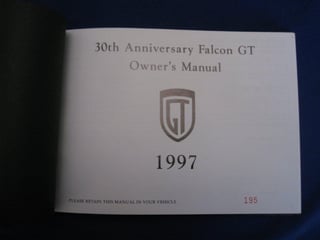 30th Anniversary Falcon GT
Owner's Manual
GT
1997
PLEASE RETAIN THIS MANUAL IN YOUR VEHICLE
195